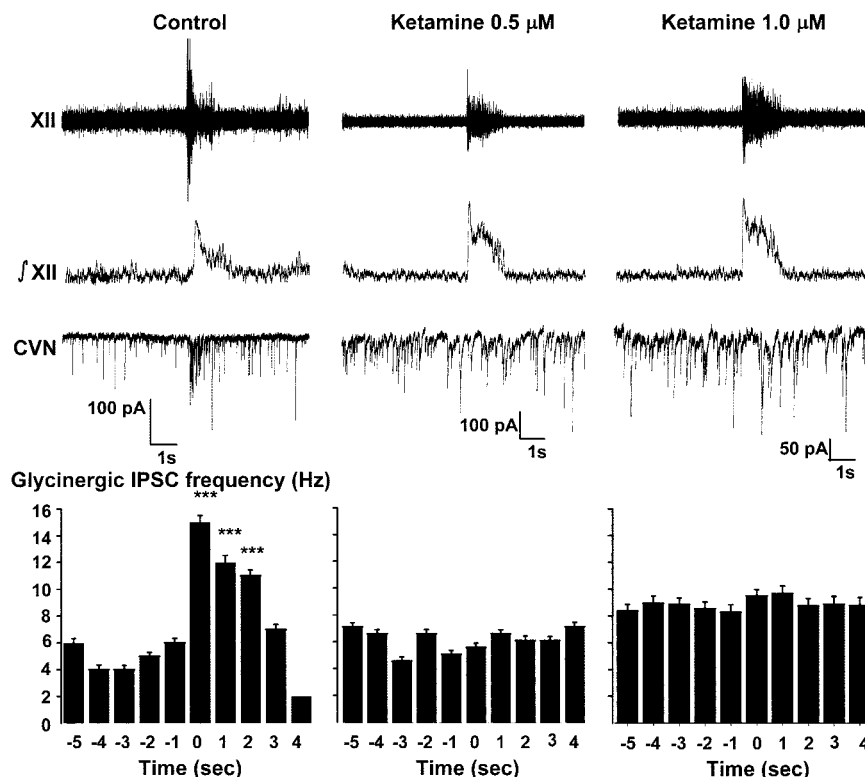 Control
Ketamine 0.5 µM
Ketamine 1.0 µM
XII
∫ XII
CVN
100 pA
1s
100 pA
1s
50 pA
1s
Glycinergic IPSC frequency (Hz)
*** *** ***
16
14
12
10
8
6
4
2
0
-5 -4 -3 -2 -1 0 1 2 3 4
-5 -4 -3 -2 -1 0 1 2 3 4
-5 -4 -3 -2 -1 0 1 2 3 4
Time (sec)
Time (sec)
Time (sec)